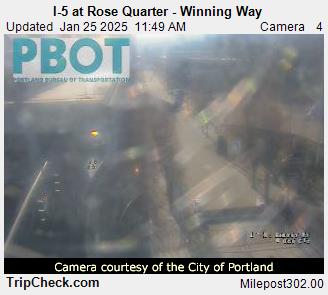 I-5 at Rose Quarter - Winning Way
Updated Jan 25 2025 11:49 AM Camera 4
PBOT
PORTLAND BUREAU OF TRANSPORTATION
Camera courtesy of the City of Portland
TripCheck.com Milepost302.00